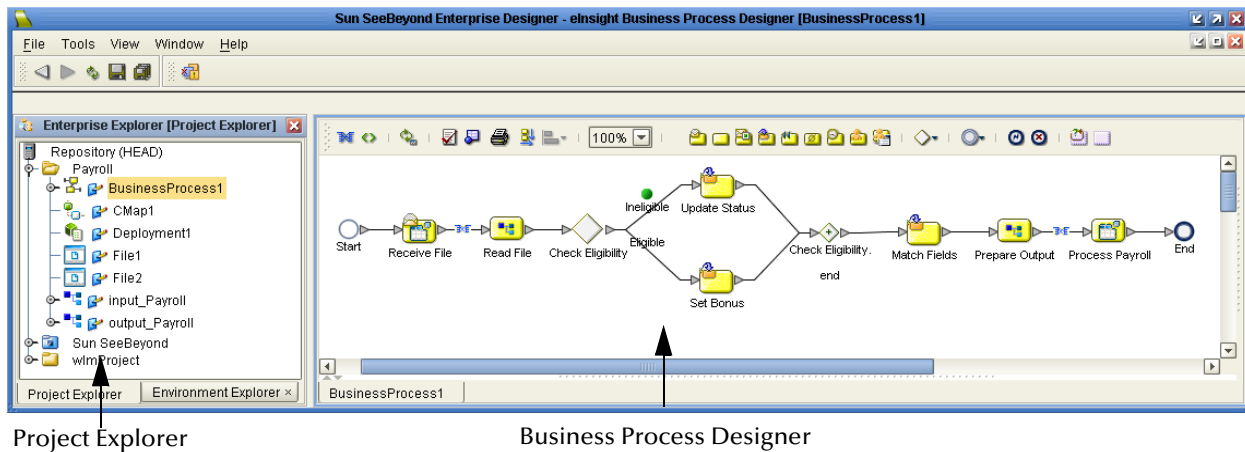 Sun SeeBeyond Enterprise Designer - eInsight Business Process Designer [BusinessProcess1]
File Tools View Window Help
Enterprise Explorer [Project Explorer]
100%
Repository (HEAD)
Payroll
BusinessProcess1
CMap1
Deployment1
File1
File2
input_Payroll
output_Payroll
Sun SeeBeyond
wlmProject
Project Explorer
Environment Explorer ×
Start
Receive File
Read File
Check Eligibility
Ineligible
Eligible
Update Status
Set Bonus
Check Eligibility.
end
Match Fields
Prepare Output
Process Payroll
End
BusinessProcess1
Project Explorer
Business Process Designer